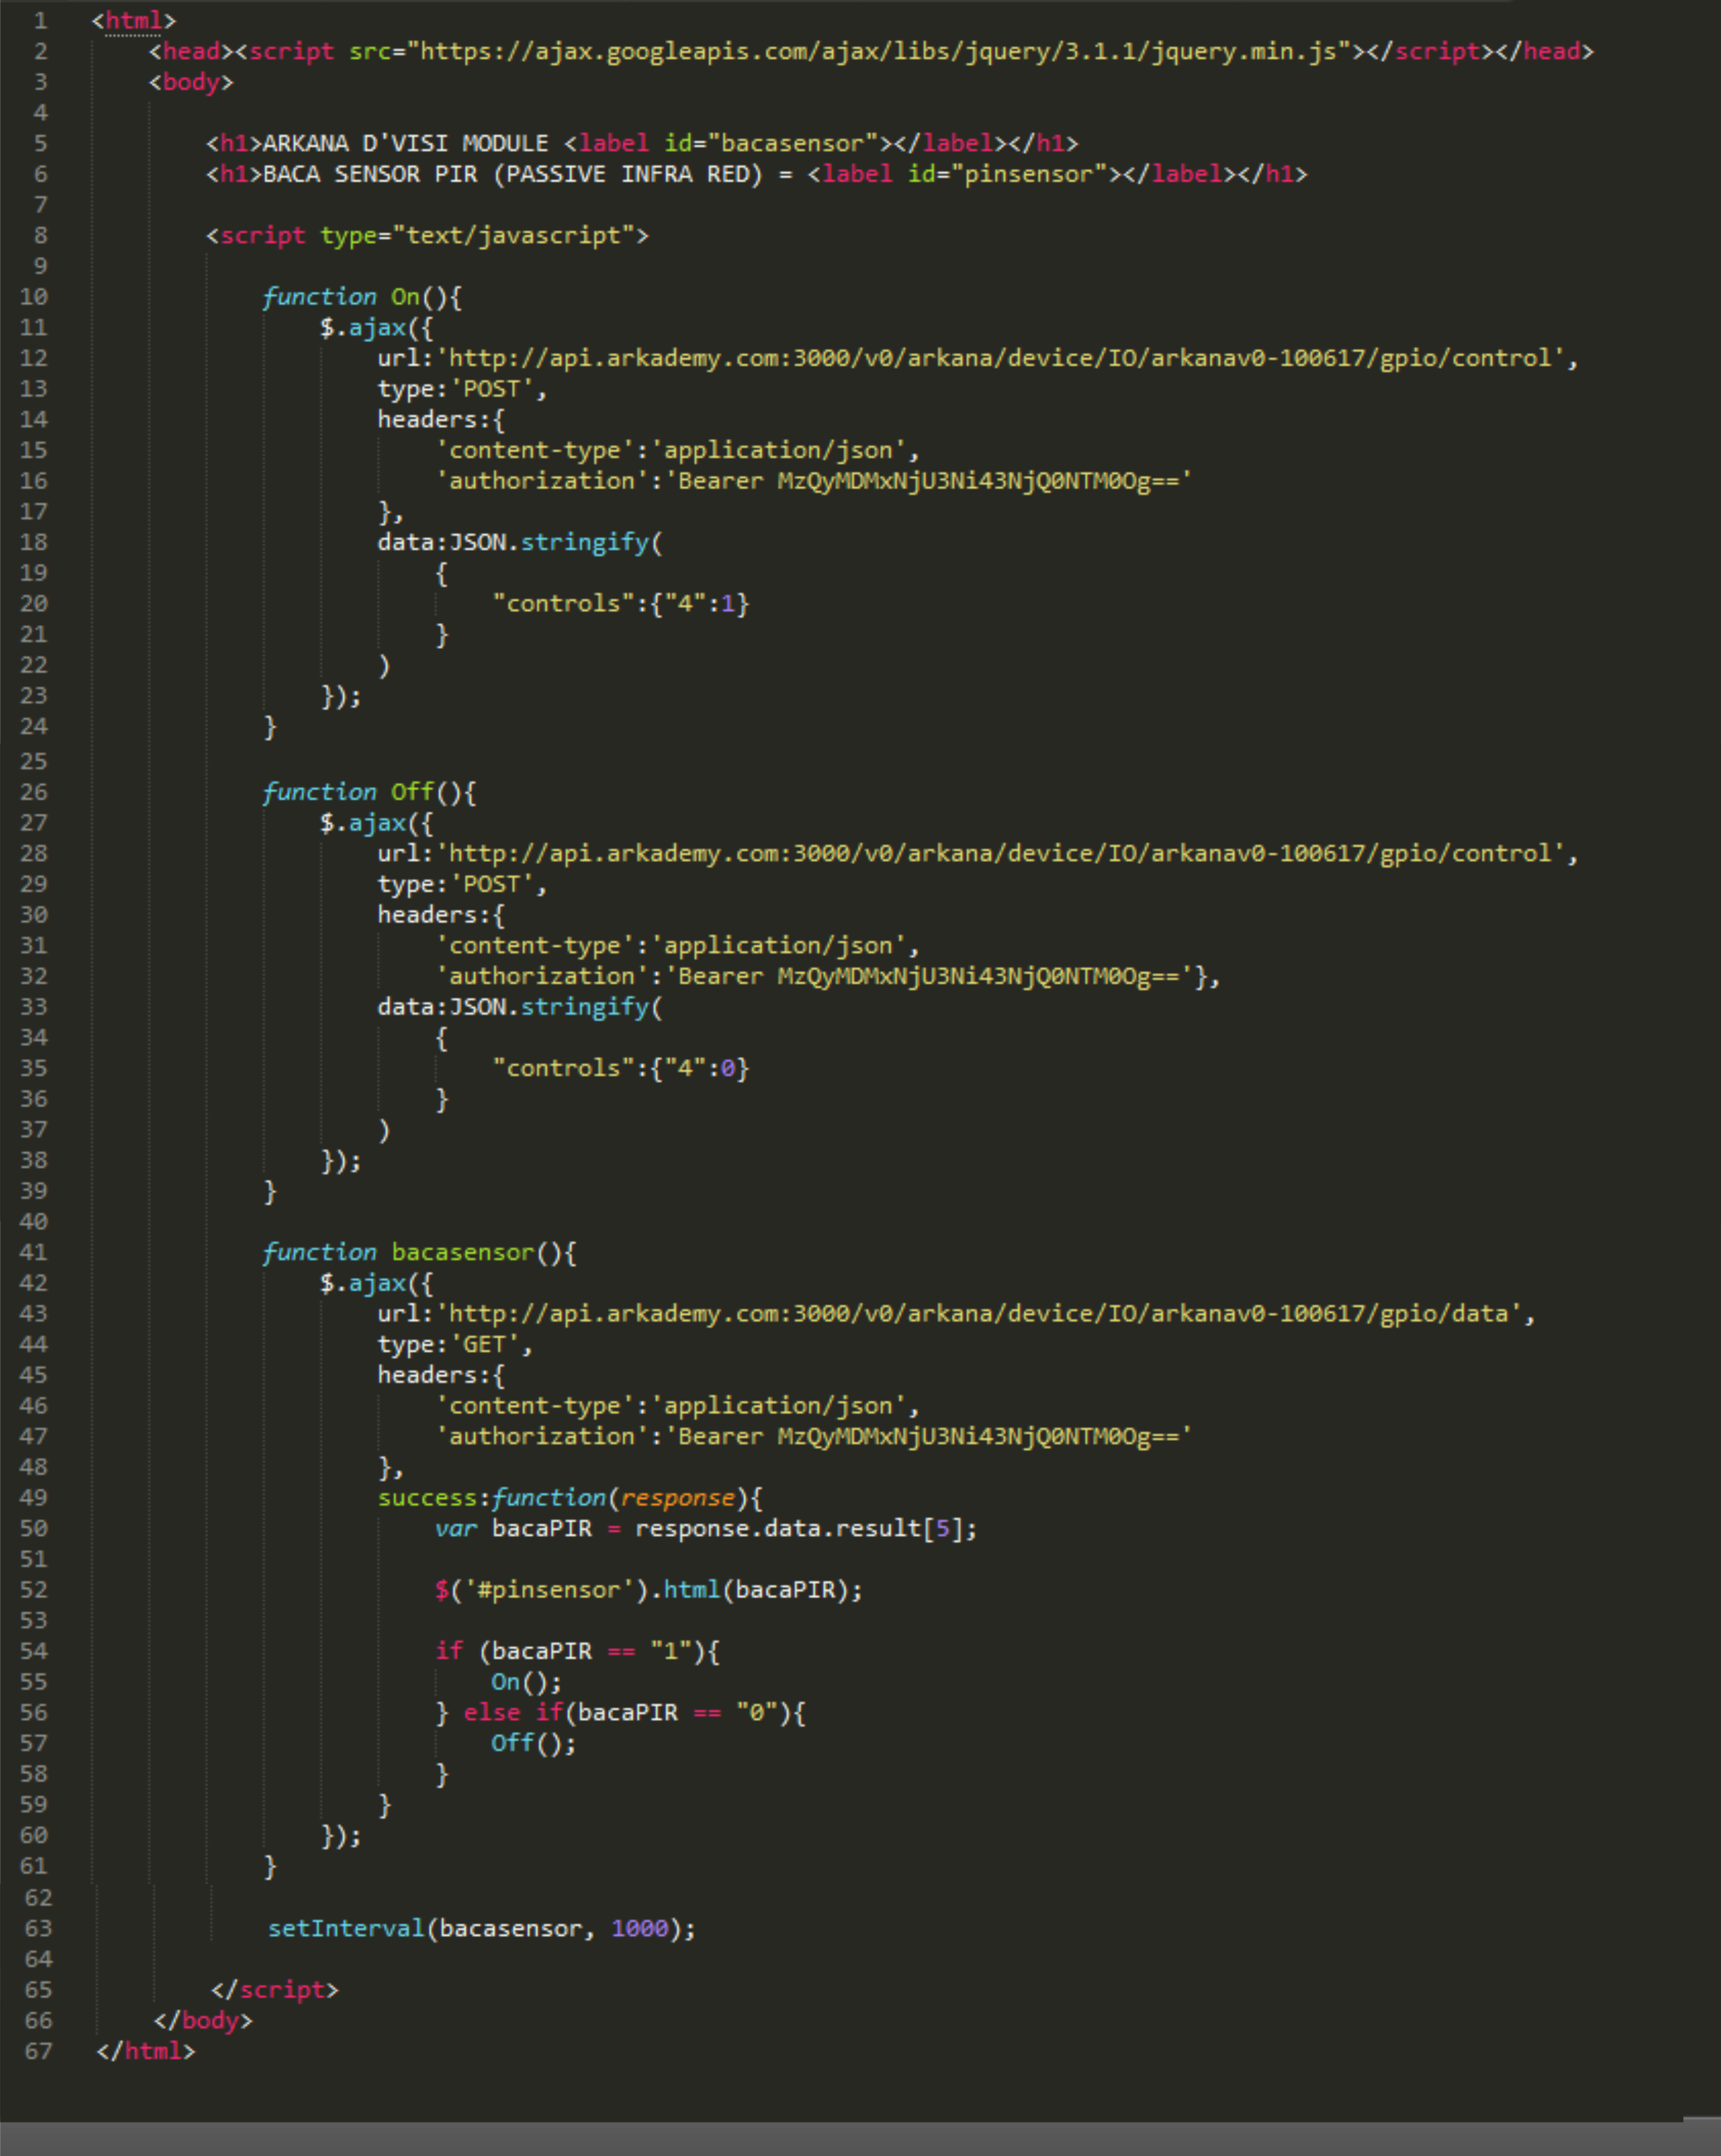 1 <html>
2 <head><script src="https://ajax.googleapis.com/ajax/libs/jquery/3.1.1/jquery.min.js"></script></head>
3 <body>
4
5 <h1>ARKANA D'VISI MODULE <label id="bacasensor"></label></h1>
6 <h1>BACA SENSOR PIR (PASSIVE INFRA RED) = <label id="pinsensor"></label></h1>
7
8 <script type="text/javascript">
9
10 function On(){
11 $.ajax({
12 url:'http://api.arkademy.com:3000/v0/arkana/device/IO/arkanav0-100617/gpio/control',
13 type:'POST',
14 headers:{
15 'content-type':'application/json',
16 'authorization':'Bearer MzQyMDMxNjU3Ni43NjQ0NTM0Og=='
17 },
18 data:JSON.stringify(
19 {
20 "controls":{"4":1}
21 }
22 )
23 });
24 }
25
26 function Off(){
27 $.ajax({
28 url:'http://api.arkademy.com:3000/v0/arkana/device/IO/arkanav0-100617/gpio/control',
29 type:'POST',
30 headers:{
31 'content-type':'application/json',
32 'authorization':'Bearer MzQyMDMxNjU3Ni43NjQ0NTM0Og=='},
33 data:JSON.stringify(
34 {
35 "controls":{"4":0}
36 }
37 )
38 });
39 }
40
41 function bacasensor(){
42 $.ajax({
43 url:'http://api.arkademy.com:3000/v0/arkana/device/IO/arkanav0-100617/gpio/data',
44 type:'GET',
45 headers:{
46 'content-type':'application/json',
47 'authorization':'Bearer MzQyMDMxNjU3Ni43NjQ0NTM0Og=='
48 },
49 success:function(response){
50 var bacaPIR = response.data.result[5];
51
52 $('#pinsensor').html(bacaPIR);
53
54 if (bacaPIR == "1"){
55 On();
56 } else if(bacaPIR == "0"){
57 Off();
58 }
59 }
60 });
61 }
62
63 setInterval(bacasensor, 1000);
64
65 </script>
66 </body>
67 </html>